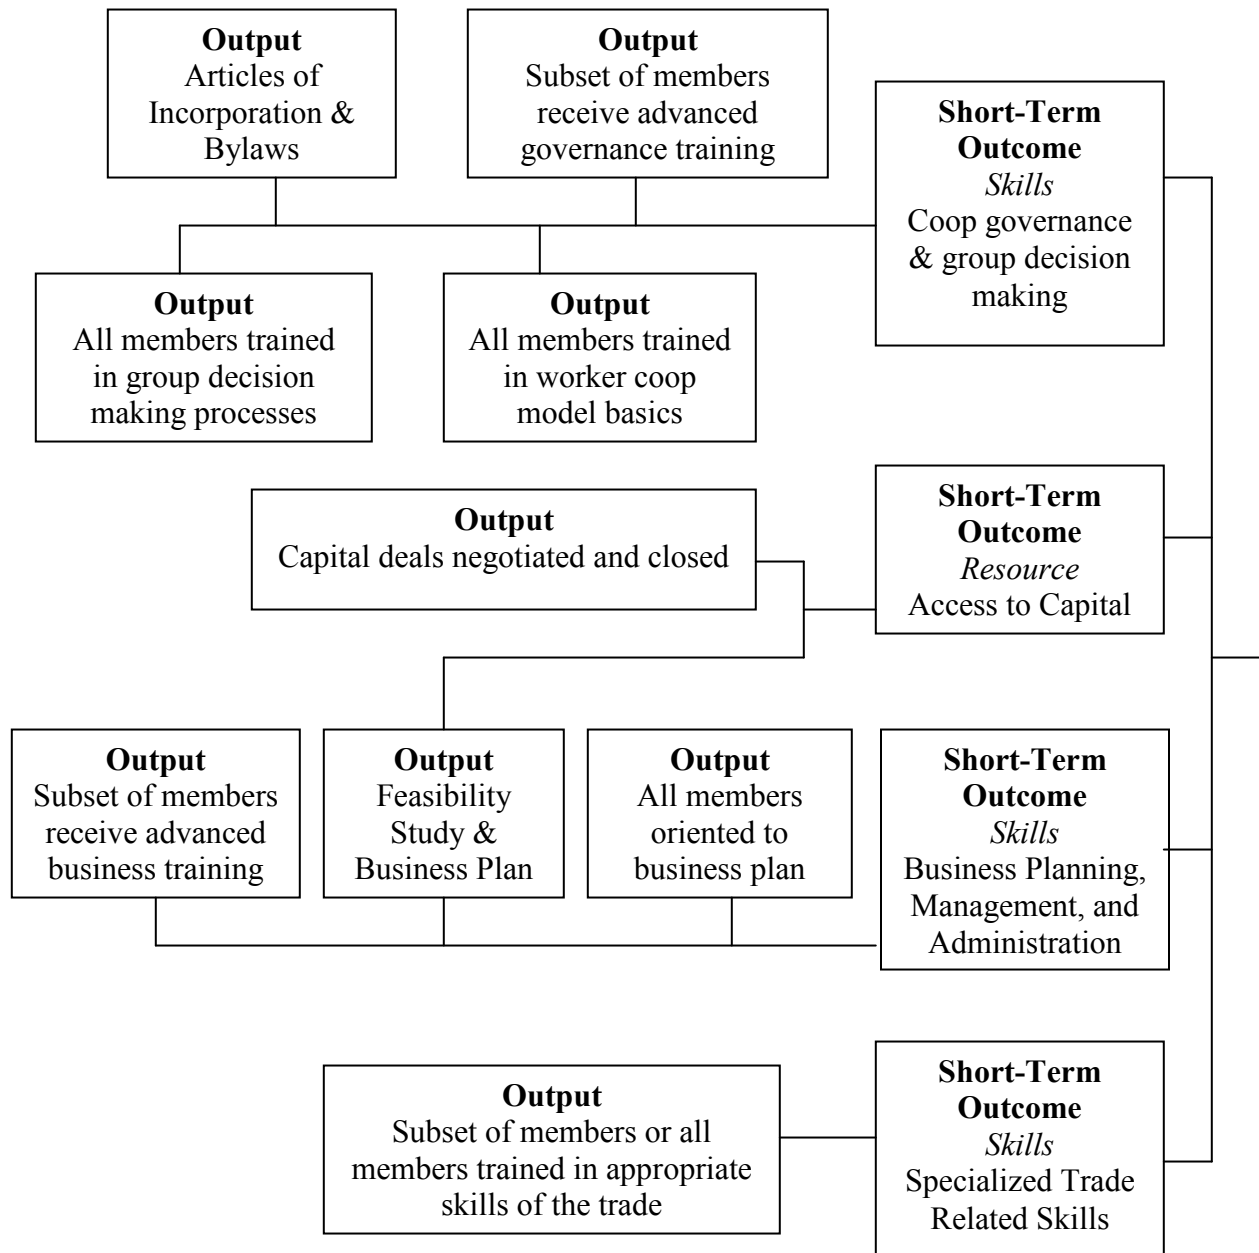 Output
Articles of
Incorporation &
Bylaws
Output
Subset of members
receive advanced
governance training
Short-Term
Outcome
Skills
Coop governance
& group decision
making
Output
All members trained
in group decision
making processes
Output
All members trained
in worker coop
model basics
Output
Capital deals negotiated and closed
Short-Term
Outcome
Resource
Access to Capital
Output
Subset of members
receive advanced
business training
Output
Feasibility
Study &
Business Plan
Output
All members
oriented to
business plan
Short-Term
Outcome
Skills
Business Planning,
Management, and
Administration
Output
Subset of members or all
members trained in appropriate
skills of the trade
Short-Term
Outcome
Skills
Specialized Trade
Related Skills